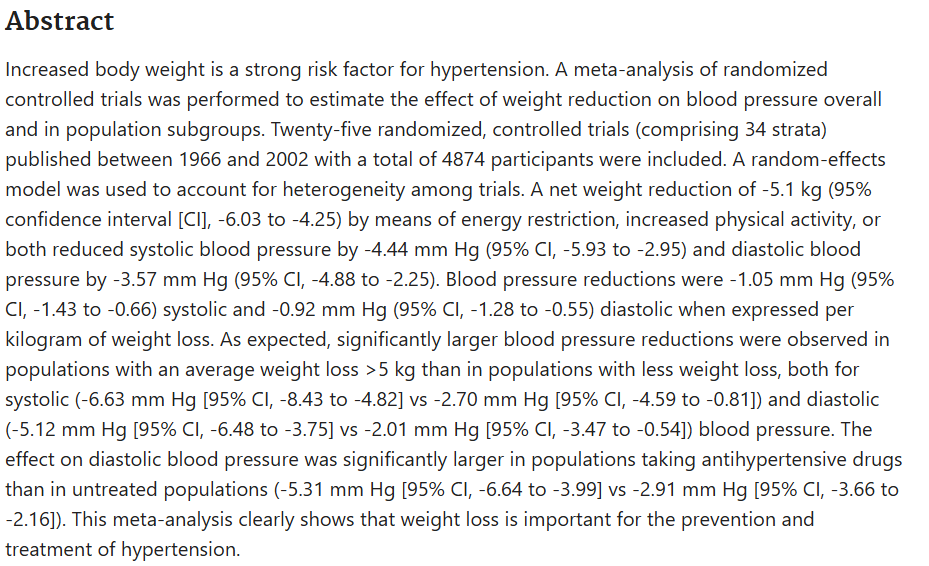 Abstract
Increased body weight is a strong risk factor for hypertension. A meta-analysis of randomized
controlled trials was performed to estimate the effect of weight reduction on blood pressure overall
and in population subgroups. Twenty-five randomized, controlled trials (comprising 34 strata)
published between 1966 and 2002 with a total of 4874 participants were included. A random-effects
model was used to account for heterogeneity among trials. A net weight reduction of -5.1 kg (95%
confidence interval [CI], -6.03 to -4.25) by means of energy restriction, increased physical activity, or
both reduced systolic blood pressure by -4.44 mm Hg (95% CI, -5.93 to -2.95) and diastolic blood
pressure by -3.57 mm Hg (95% CI, -4.88 to -2.25). Blood pressure reductions were -1.05 mm Hg (95%
CI, -1.43 to -0.66) systolic and -0.92 mm Hg (95% CI, -1.28 to -0.55) diastolic when expressed per
kilogram of weight loss. As expected, significantly larger blood pressure reductions were observed in
populations with an average weight loss >5 kg than in populations with less weight loss, both for
systolic (-6.63 mm Hg [95% CI, -8.43 to -4.82] vs -2.70 mm Hg [95% CI, -4.59 to -0.81]) and diastolic
(-5.12 mm Hg [95% CI, -6.48 to -3.75] vs -2.01 mm Hg [95% CI, -3.47 to -0.54]) blood pressure. The
effect on diastolic blood pressure was significantly larger in populations taking antihypertensive drugs
than in untreated populations (-5.31 mm Hg [95% CI, -6.64 to -3.99] vs -2.91 mm Hg [95% CI, -3.66 to
-2.16]). This meta-analysis clearly shows that weight loss is important for the prevention and
treatment of hypertension.